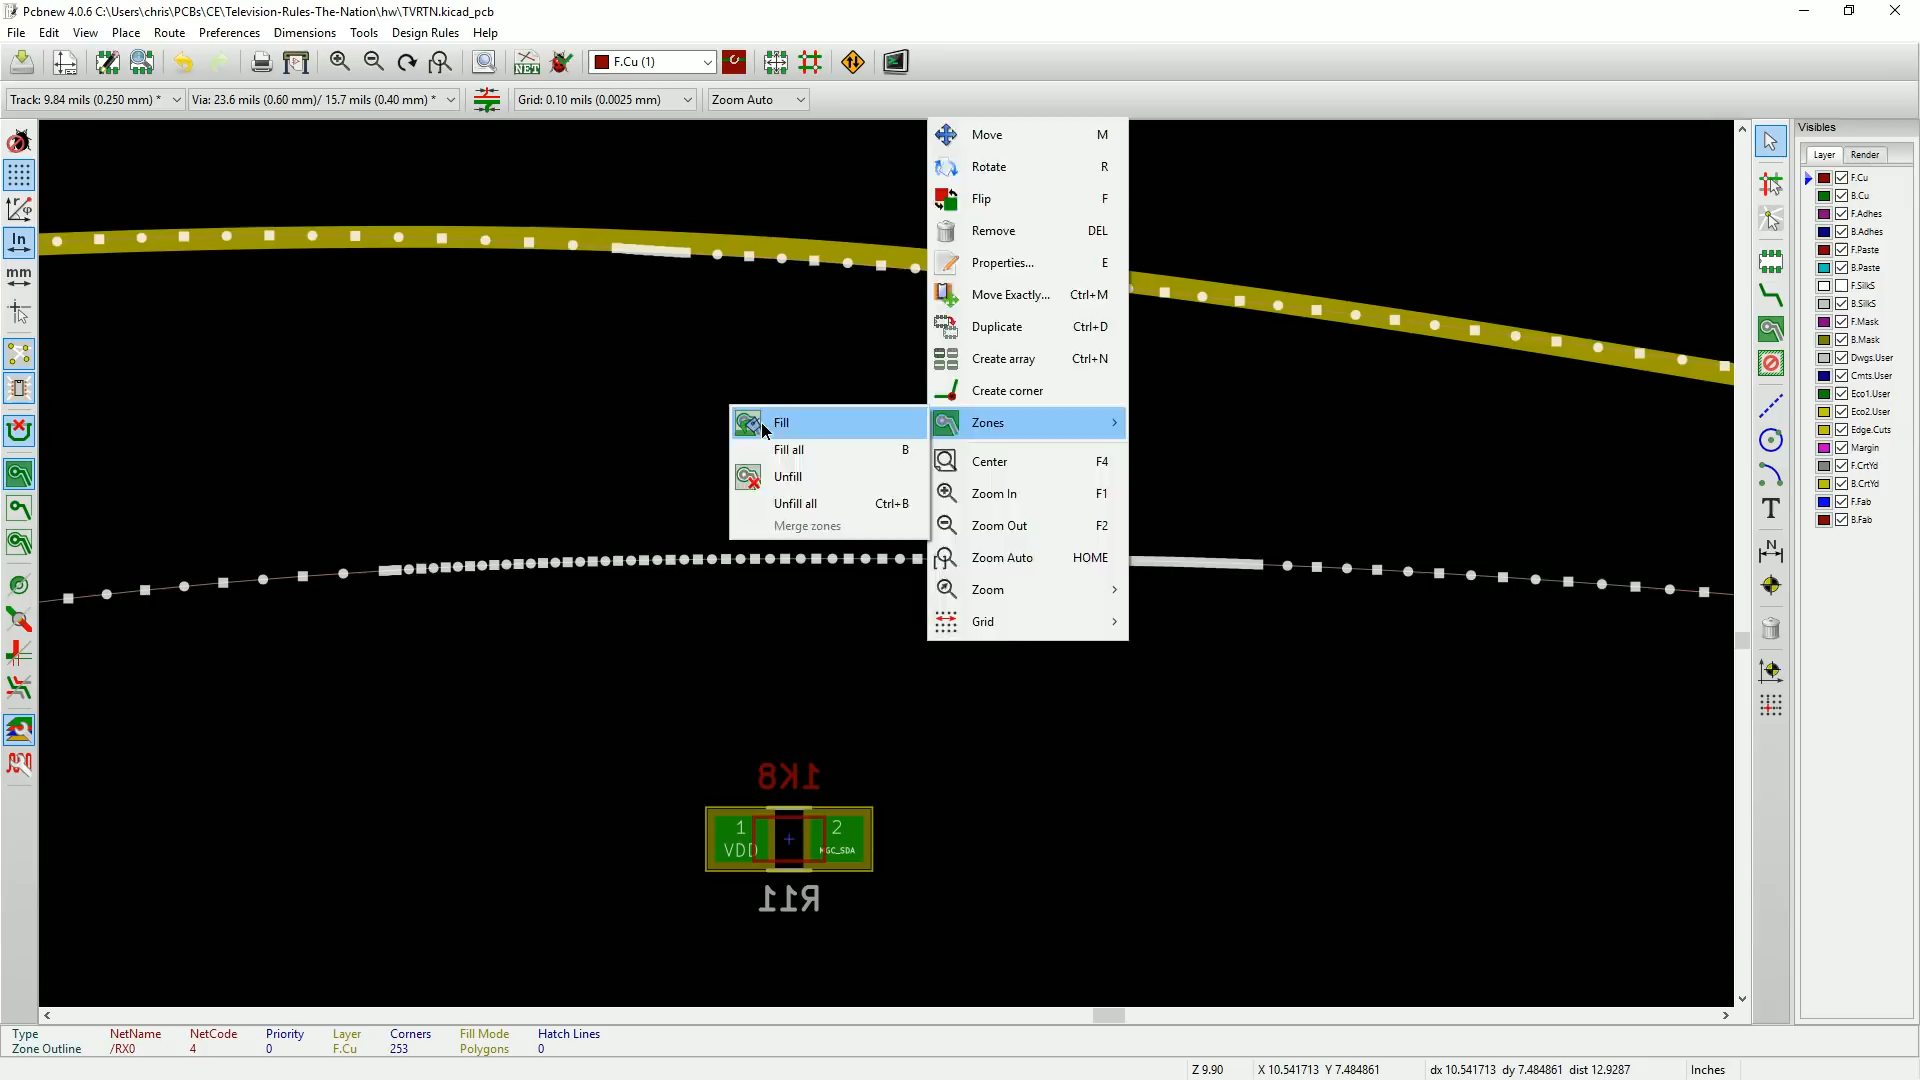 Pcbnew 4.0.6 C:\Users\chris\PCBs\CE\Television-Rules-The-Nation\hw\TVRTN.kicad_pcb
File Edit View Place Route Preferences Dimensions Tools Design Rules Help
NET F.Cu (1)
Track: 9.84 mils (0.250 mm) * Via: 23.6 mils (0.60 mm)/ 15.7 mils (0.40 mm) * Grid: 0.10 mils (0.0025 mm) Zoom Auto
In
mm
Move M
Rotate R
Flip F
Remove DEL
Properties... E
Move Exactly... Ctrl+M
Duplicate Ctrl+D
Create array Ctrl+N
Create corner
Zones
Center F4
Zoom In F1
Zoom Out F2
Zoom Auto HOME
Zoom
Grid
Fill
Fill all B
Unfill
Unfill all Ctrl+B
Merge zones
1K8
1 2
VDD MGC_SDA
R11
T
N
Visibles
Layer Render
F.Cu
B.Cu
F.Adhes
B.Adhes
F.Paste
B.Paste
F.SilkS
B.SilkS
F.Mask
B.Mask
Dwgs.User
Cmts.User
Eco1.User
Eco2.User
Edge.Cuts
Margin
F.CrtYd
B.CrtYd
F.Fab
B.Fab
Type NetName NetCode Priority Layer Corners Fill Mode Hatch Lines
Zone Outline /RX0 4 0 F.Cu 253 Polygons 0
Z 9.90 X 10.541713 Y 7.484861 dx 10.541713 dy 7.484861 dist 12.9287 Inches